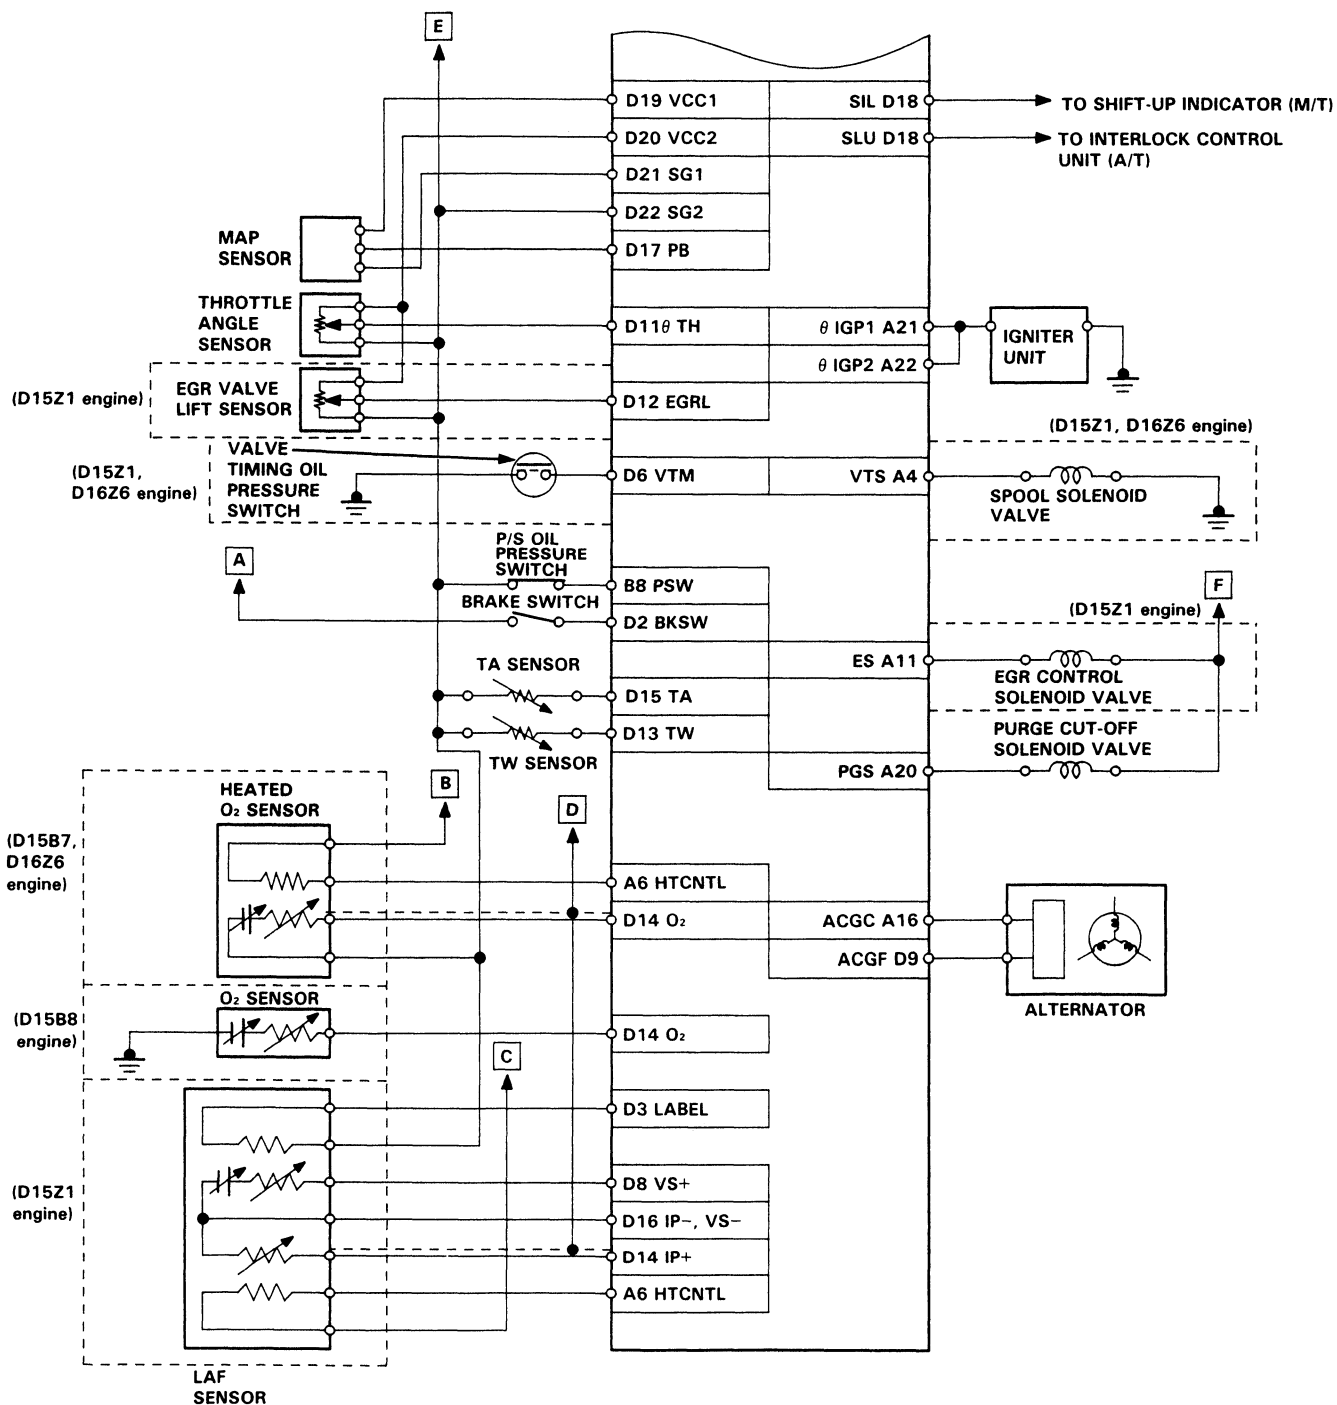 E
D19 VCC1
SIL D18
TO SHIFT-UP INDICATOR (M/T)
D20 VCC2
SLU D18
TO INTERLOCK CONTROL
UNIT (A/T)
D21 SG1
D22 SG2
D17 PB
MAP
SENSOR
THROTTLE
ANGLE
SENSOR
D11θ TH
θ IGP1 A21
θ IGP2 A22
IGNITER
UNIT
(D15Z1 engine)
EGR VALVE
LIFT SENSOR
D12 EGRL
(D15Z1, D16Z6 engine)
(D15Z1,
D16Z6 engine)
VALVE
TIMING OIL
PRESSURE
SWITCH
D6 VTM
VTS A4
SPOOL SOLENOID
VALVE
A
P/S OIL
PRESSURE
SWITCH
B8 PSW
BRAKE SWITCH
D2 BKSW
F
(D15Z1 engine)
ES A11
EGR CONTROL
SOLENOID VALVE
TA SENSOR
D15 TA
D13 TW
TW SENSOR
PURGE CUT-OFF
SOLENOID VALVE
PGS A20
B
D
HEATED
O₂ SENSOR
(D15B7,
D16Z6
engine)
A6 HTCNTL
D14 O₂
ACGC A16
ACGF D9
ALTERNATOR
O₂ SENSOR
(D15B8
engine)
D14 O₂
C
D3 LABEL
(D15Z1
engine)
D8 VS+
D16 IP−, VS−
D14 IP+
A6 HTCNTL
LAF
SENSOR